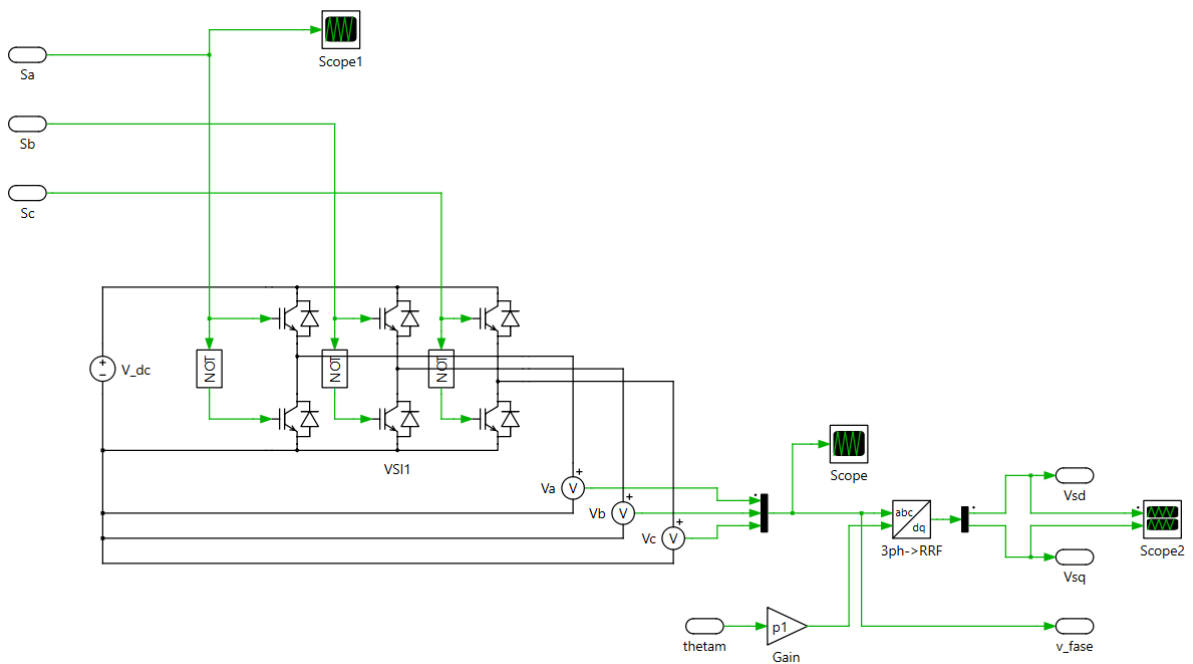 Sa
Scope1
Sb
Sc
V_dc
NOT
NOT
NOT
VSI1
+
Va
V
+
Vb
V
+
Vc
V
Scope
abc
dq
3ph->RRF
Vsd
Scope2
Vsq
thetam
p1
Gain
v_fase